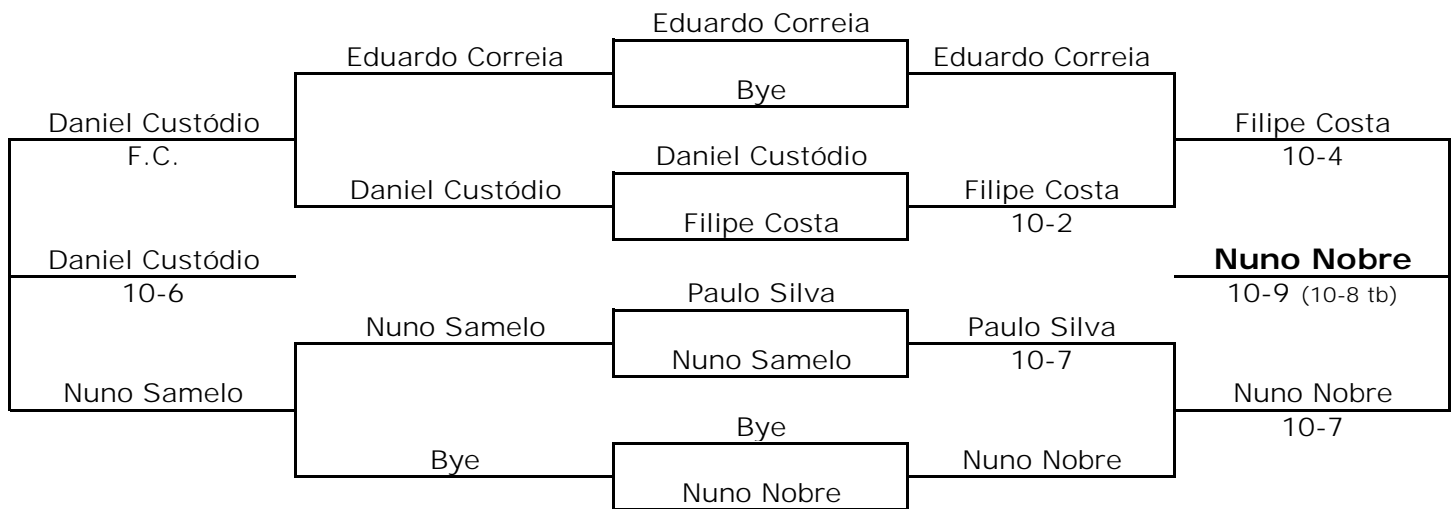 Eduardo Correia
Eduardo Correia
Eduardo Correia
Bye
Daniel Custódio
Filipe Costa
F.C.
Daniel Custódio
10-4
Daniel Custódio
Filipe Costa
Filipe Costa
10-2
Daniel Custódio
Nuno Nobre
10-6
Paulo Silva
10-9 (10-8 tb)
Nuno Samelo
Paulo Silva
Nuno Samelo
10-7
Nuno Samelo
Nuno Nobre
Bye
10-7
Bye
Nuno Nobre
Nuno Nobre